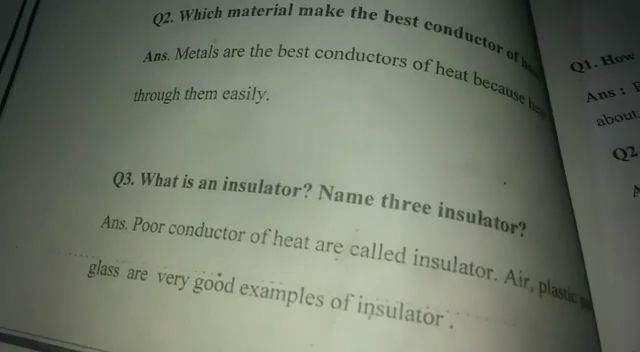 Q2. Which material make the best conductor of
Ans. Metals are the best conductors of heat because
through them easily.
Q3. What is an insulator? Name three insulator?
Ans. Poor conductor of heat are called insulator. Air, plastic
glass are very good examples of insulator.
Q1. How
Ans :
about
Q2